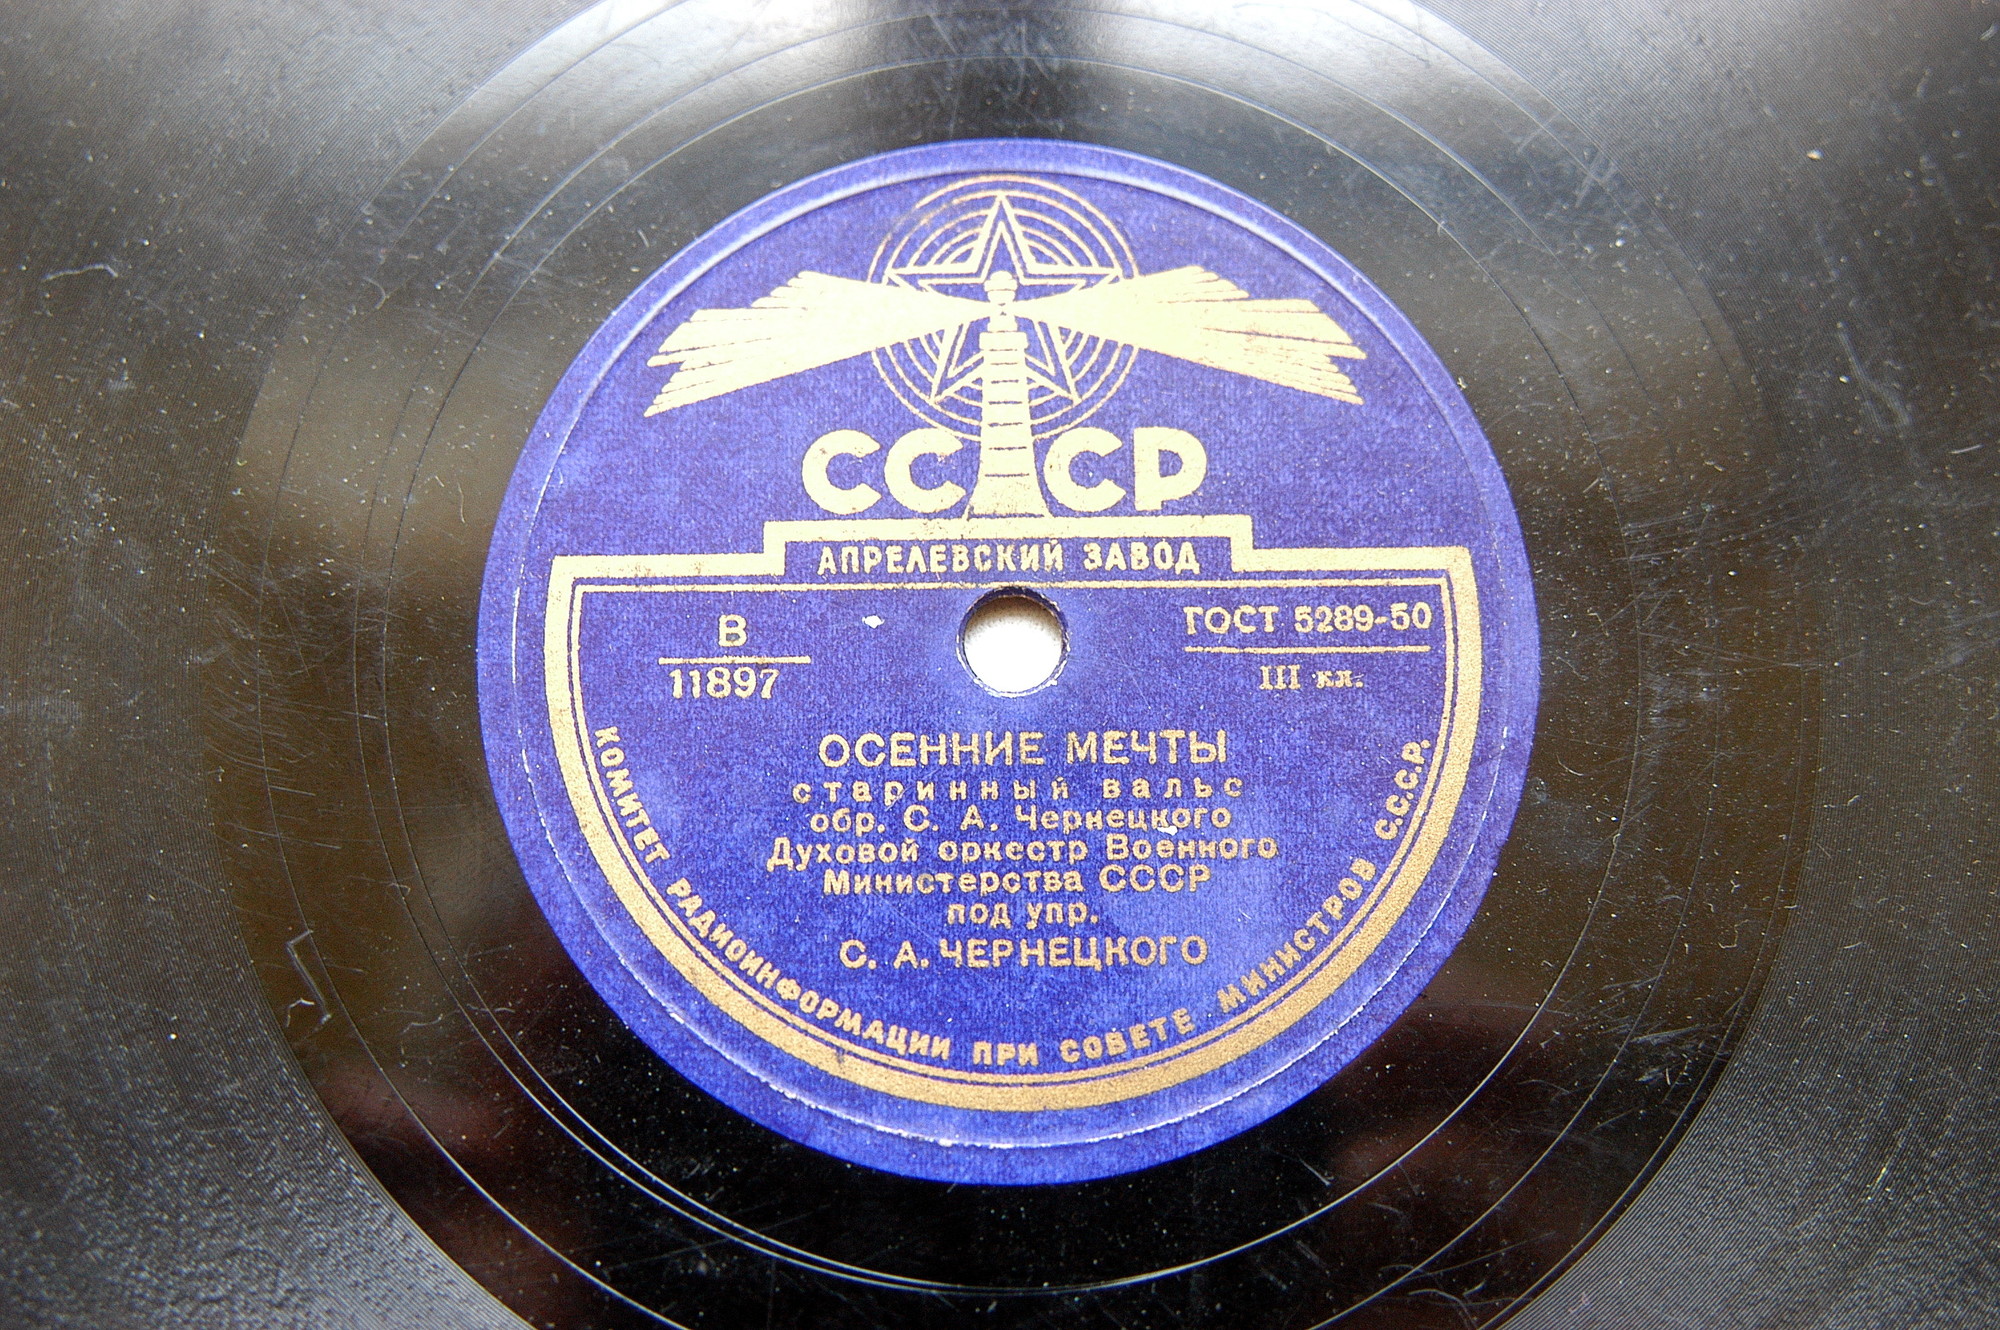 СССР
АПРЕЛЕВСКИЙ ЗАВОД
В
11897
ГОСТ 5289-50
III кл.
ОСЕННИЕ МЕЧТЫ
старинный вальс
обр. С. А. Чернецкого
Духовой оркестр Военного
Министерства СССР
под упр.
С. А. ЧЕРНЕЦКОГО
КОМИТЕТ РАДИОИНФОРМАЦИИ ПРИ СОВЕТЕ МИНИСТРОВ С.С.С.Р.